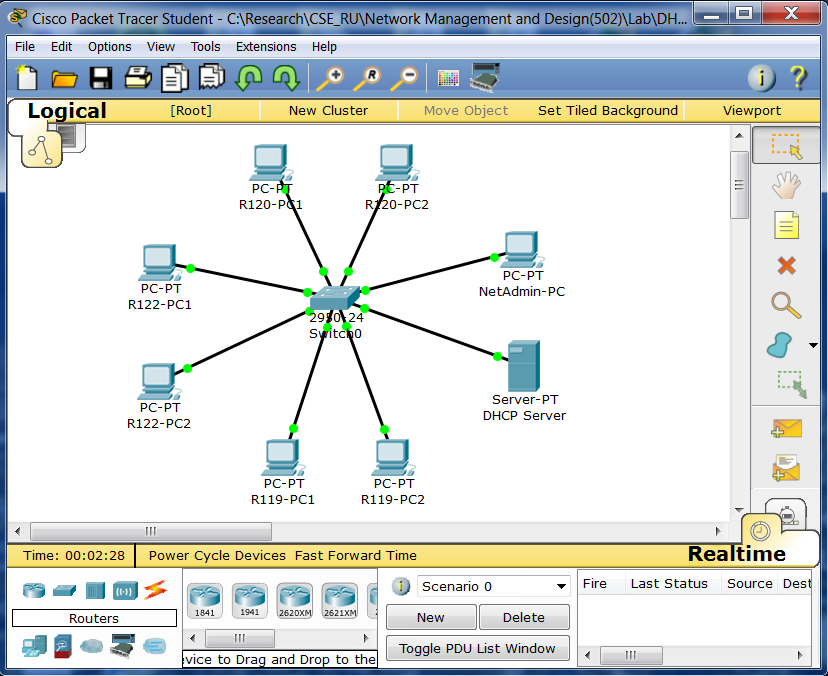 Cisco Packet Tracer Student - C:\Research\CSE_RU\Network Management and Design(502)\Lab\DH...
File Edit Options View Tools Extensions Help
Logical [Root] New Cluster Move Object Set Tiled Background Viewport
PC-PT
R120-PC1
PC-PT
R120-PC2
PC-PT
R122-PC1
PC-PT
NetAdmin-PC
2950-24
Switch0
PC-PT
R122-PC2
Server-PT
DHCP Server
PC-PT
R119-PC1
PC-PT
R119-PC2
Time: 00:02:28 Power Cycle Devices Fast Forward Time
Realtime
Routers
1841 1941 2620XM 2621XM
evice to Drag and Drop to the
Scenario 0
New Delete
Toggle PDU List Window
Fire Last Status Source Dest